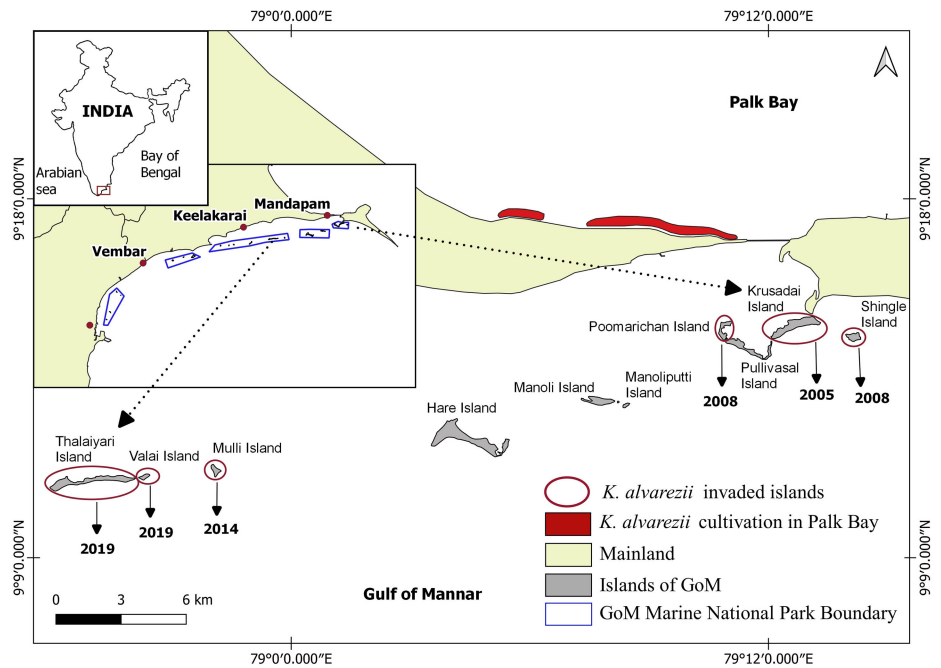 79°0'0.000"E
79°12'0.000"E
INDIA
Arabian
sea
Bay of
Bengal
Palk Bay
9°18'0.000"N
9°18'0.000"N
Mandapam
Keelakarai
Vembar
Krusadai
Island
Shingle
Island
Poomarichan Island
Pullivasal
Island
2008
2005
2008
Manoli Island
Manoliputti
Island
Hare Island
Thalaiyari
Island
Valai Island
Mulli Island
2019
2019
2014
K. alvarezii invaded islands
K. alvarezii cultivation in Palk Bay
Mainland
Islands of GoM
GoM Marine National Park Boundary
9°9'0.000"N
9°9'0.000"N
Gulf of Mannar
0 3 6 km
79°0'0.000"E
79°12'0.000"E